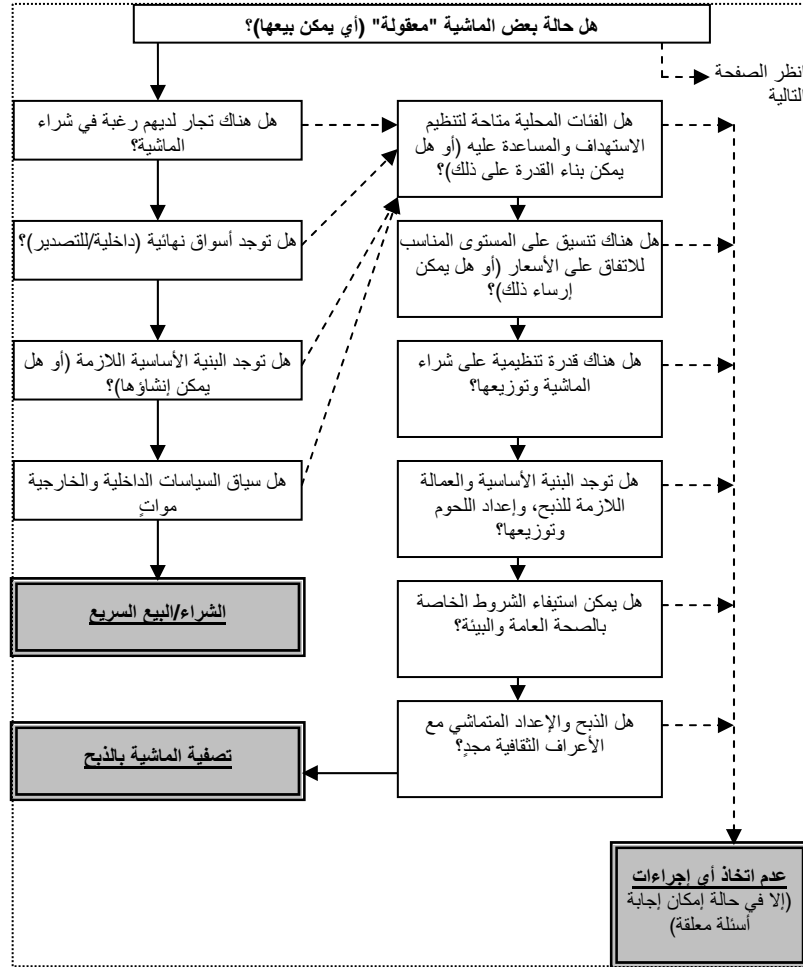 هل حالة بعض الماشية "معقولة" (أي يمكن بيعها)؟
انظر الصفحة
التالية
هل هناك تجار لديهم رغبة في شراء
الماشية؟
هل توجد أسواق نهائية (داخلية/للتصدير)؟
هل توجد البنية الأساسية اللازمة (أو هل
يمكن إنشاؤها)؟
هل سياق السياسات الداخلية والخارجية
مواتٍ
الشراء/البيع السريع
هل الفئات المحلية متاحة لتنظيم
الاستهداف والمساعدة عليه (أو هل
يمكن بناء القدرة على ذلك)؟
هل هناك تنسيق على المستوى المناسب
للاتفاق على الأسعار (أو هل يمكن
إرساء ذلك)؟
هل هناك قدرة تنظيمية على شراء
الماشية وتوزيعها؟
هل توجد البنية الأساسية والعمالة
اللازمة للذبح، وإعداد اللحوم
وتوزيعها؟
هل يمكن استيفاء الشروط الخاصة
بالصحة العامة والبيئة؟
هل الذبح والإعداد المتماشي مع
الأعراف الثقافية مجدٍ؟
تصفية الماشية بالذبح
عدم اتخاذ أي إجراءات
(إلا في حالة إمكان إجابة
أسئلة معلقة)